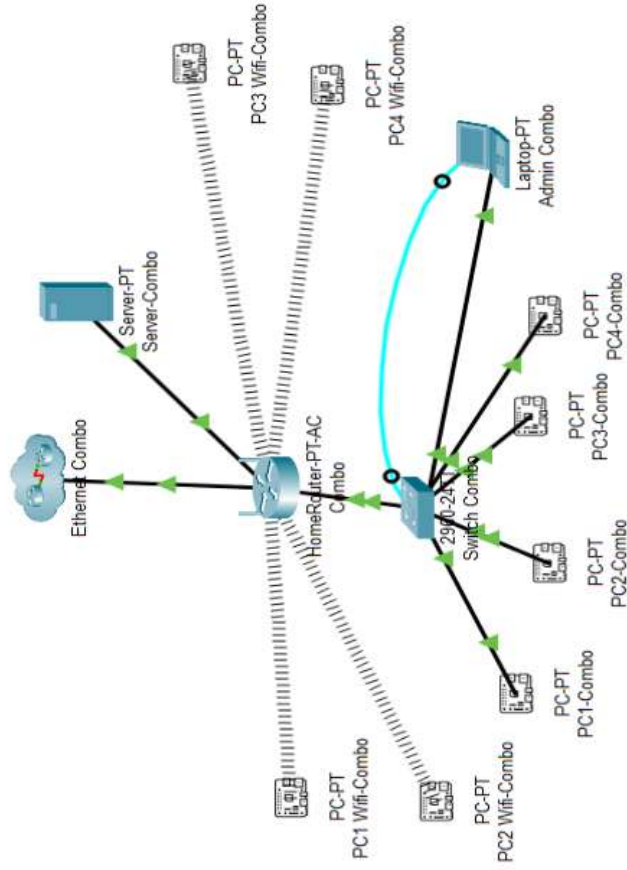 Ethernet Combo
Server-PT
Server-Combo
PC-PT
PC3 Wifi-Combo
HomeRouter-PT-AC
Combo
PC-PT
PC1 Wifi-Combo
PC-PT
PC4 Wifi-Combo
PC-PT
PC2 Wifi-Combo
Switch Combo
Laptop-PT
Admin Combo
PC-PT
PC1-Combo
PC-PT
PC2-Combo
PC-PT
PC3-Combo
PC-PT
PC4-Combo